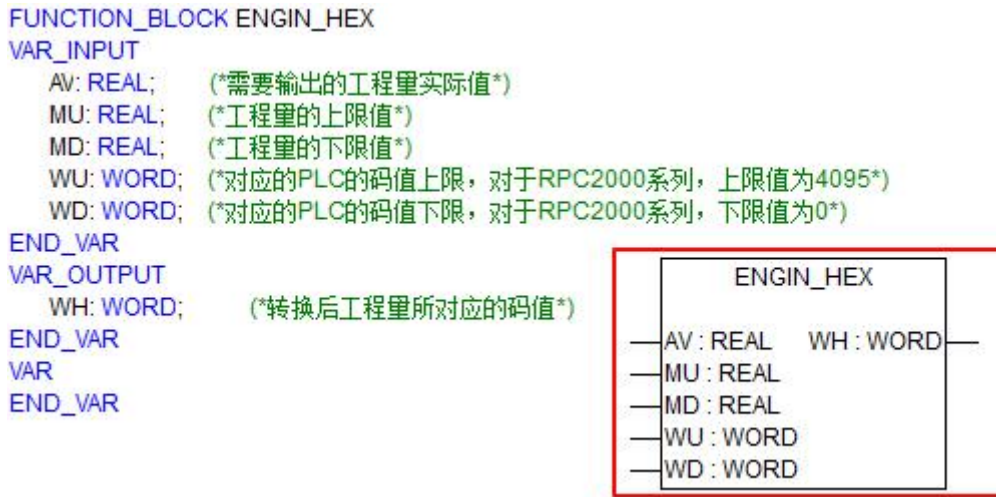 FUNCTION_BLOCK ENGIN_HEX
VAR_INPUT
AV: REAL; (*需要输出的工程量实际值*)
MU: REAL; (*工程量的上限值*)
MD: REAL; (*工程量的下限值*)
WU: WORD; (*对应的PLC的码值上限，对于RPC2000系列，上限值为4095*)
WD: WORD; (*对应的PLC的码值下限，对于RPC2000系列，下限值为0*)
END_VAR
VAR_OUTPUT
WH: WORD; (*转换后工程量所对应的码值*)
END_VAR
VAR
END_VAR
ENGIN_HEX
AV : REAL WH : WORD
MU : REAL
MD : REAL
WU : WORD
WD : WORD